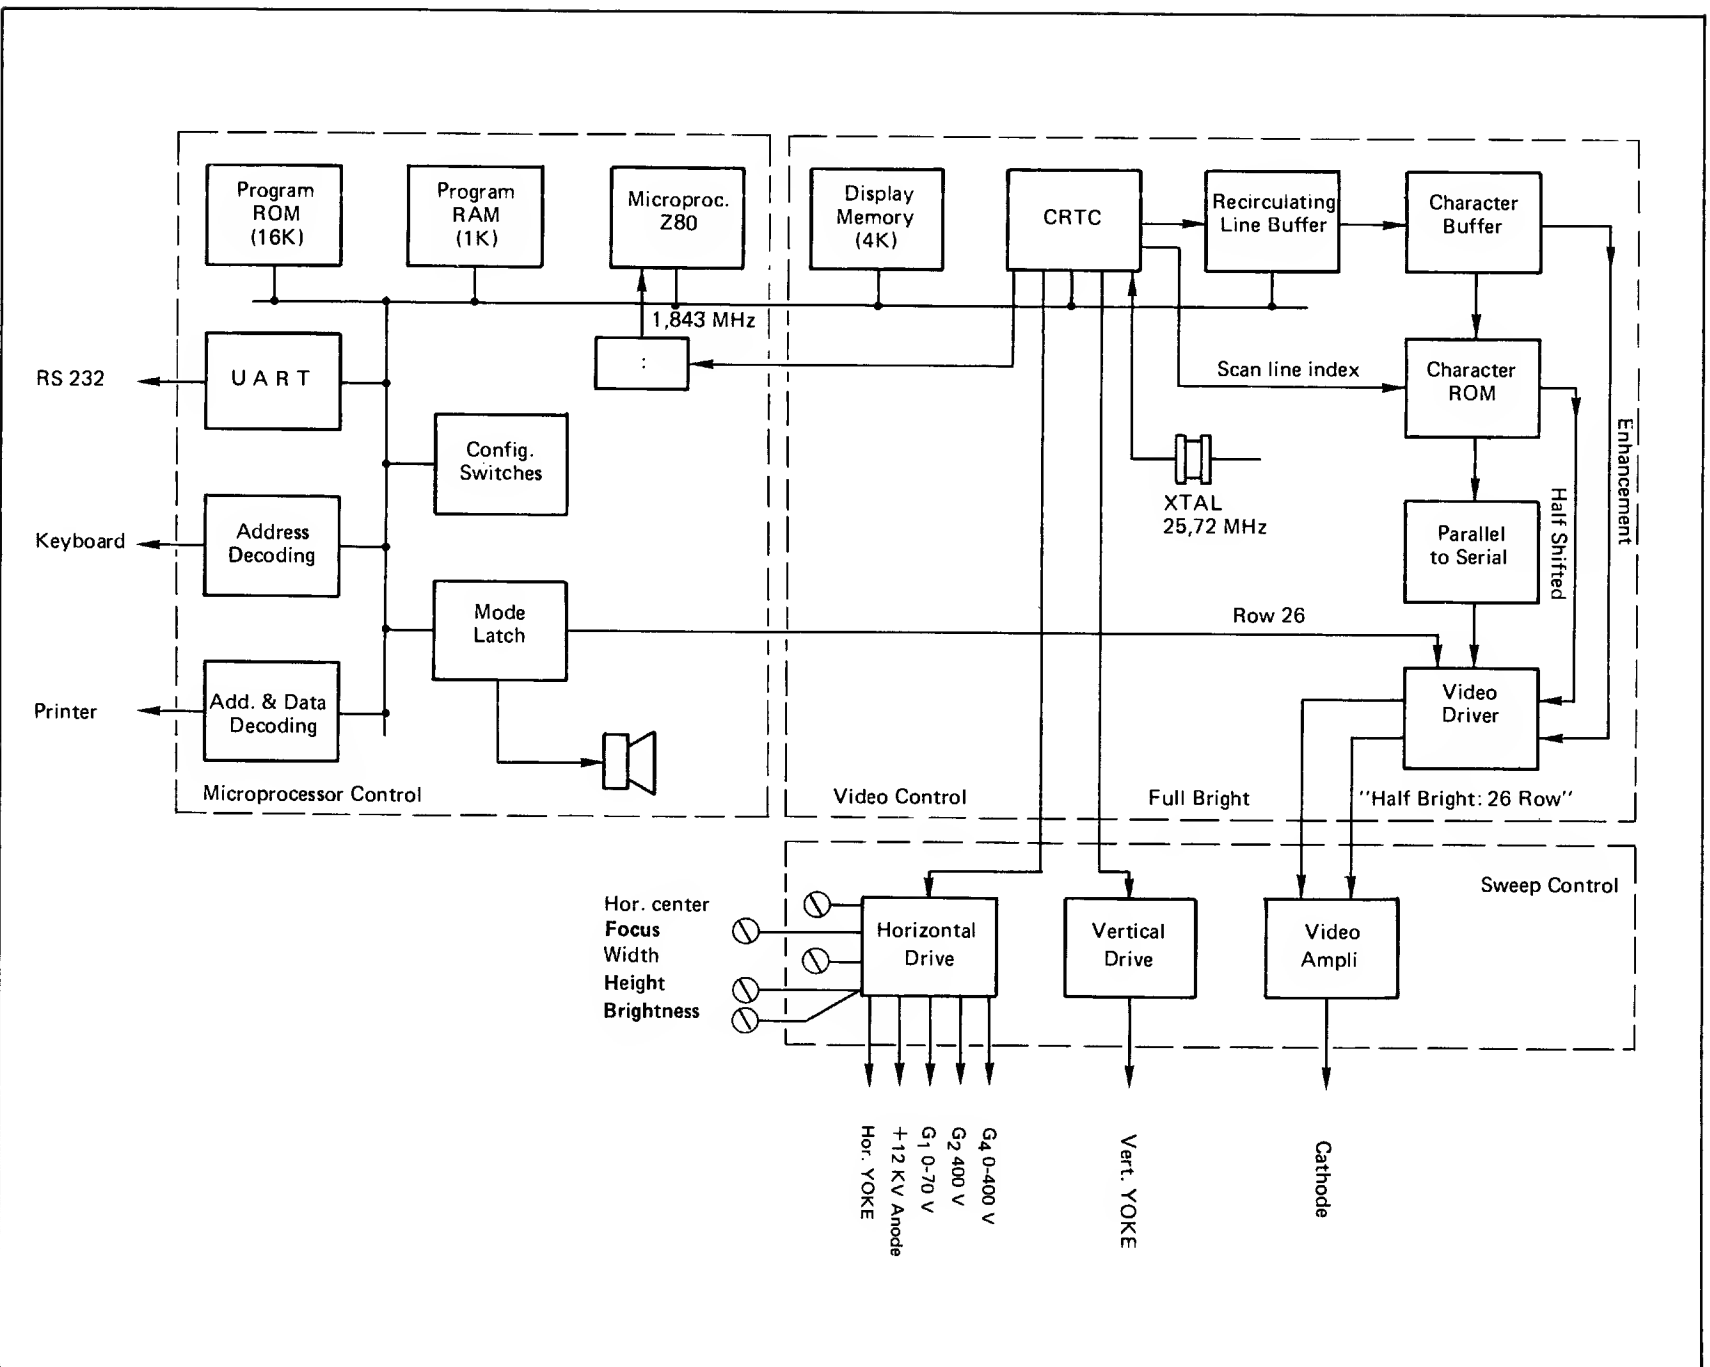 Program
ROM
(16K)
Program
RAM
(1K)
Microproc.
Z80
Display
Memory
(4K)
CRTC
Recirculating
Line Buffer
Character
Buffer
1,843 MHz
:
RS 232
U A R T
Scan line index
Character
ROM
Config.
Switches
XTAL
25,72 MHz
Enhancement
Half Shifted
Keyboard
Address
Decoding
Parallel
to Serial
Mode
Latch
Row 26
Printer
Add. & Data
Decoding
Video
Driver
Microprocessor Control
Video Control
Full Bright
"Half Bright: 26 Row"
Sweep Control
Hor. center
Focus
Width
Height
Brightness
Horizontal
Drive
Vertical
Drive
Video
Ampli
Hor. YOKE
+12 KV Anode
G1 0-70 V
G2 400 V
G4 0-400 V
Vert. YOKE
Cathode